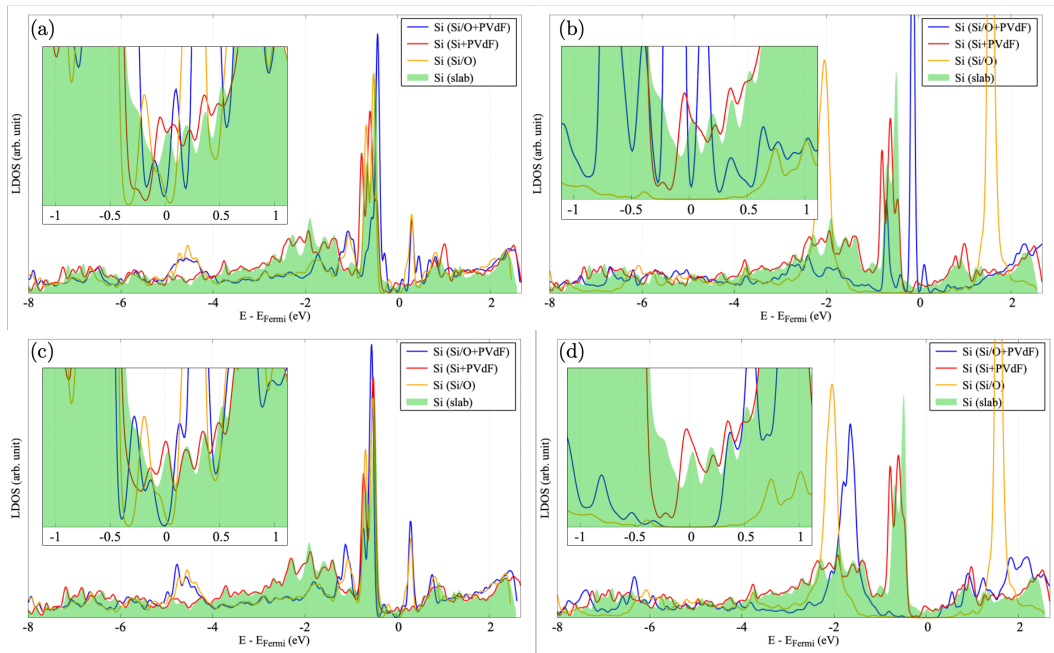 (a)
Si (Si/O+PVdF)
Si (Si+PVdF)
Si (Si/O)
Si (slab)
LDOS (arb. unit)
-1 -0.5 0 0.5 1
-8 -6 -4 -2 0 2
E - EFermi (eV)
(b)
Si (Si/O+PVdF)
Si (Si+PVdF)
Si (Si/O)
Si (slab)
LDOS (arb. unit)
-1 -0.5 0 0.5 1
-8 -6 -4 -2 0 2
E - EFermi (eV)
(c)
Si (Si/O+PVdF)
Si (Si+PVdF)
Si (Si/O)
Si (slab)
LDOS (arb. unit)
-1 -0.5 0 0.5 1
-8 -6 -4 -2 0 2
E - EFermi (eV)
(d)
Si (Si/O+PVdF)
Si (Si+PVdF)
Si (Si/O)
Si (slab)
LDOS (arb. unit)
-1 -0.5 0 0.5 1
-8 -6 -4 -2 0 2
E - EFermi (eV)